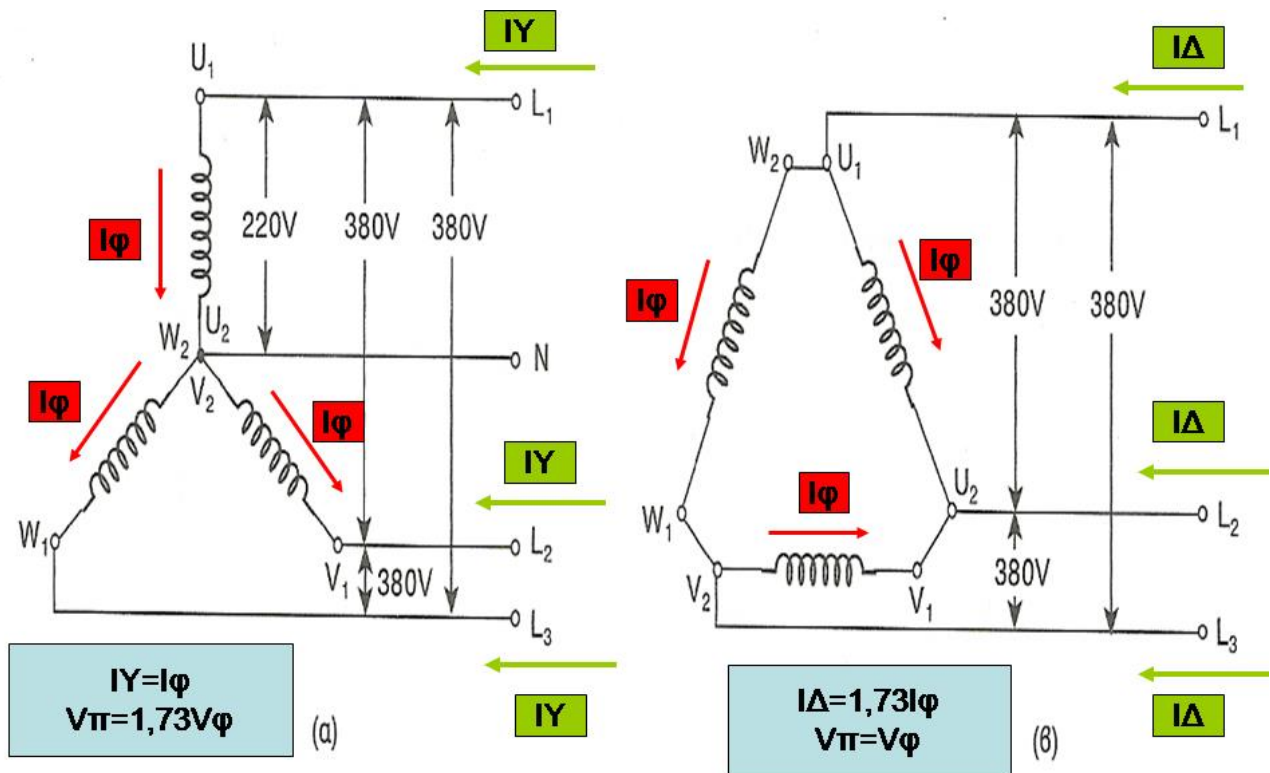 IY
U1
L1
Iφ
220V
380V
380V
U2
W2
V2
N
Iφ
Iφ
IY
W1
V1
L2
380V
L3
IY=Iφ
Vπ=1,73Vφ
(α)
IY
IΔ
L1
W2
U1
Iφ
Iφ
380V
380V
IΔ
U2
Iφ
W1
L2
V2
V1
380V
L3
IΔ=1,73Iφ
Vπ=Vφ
(β)
IΔ